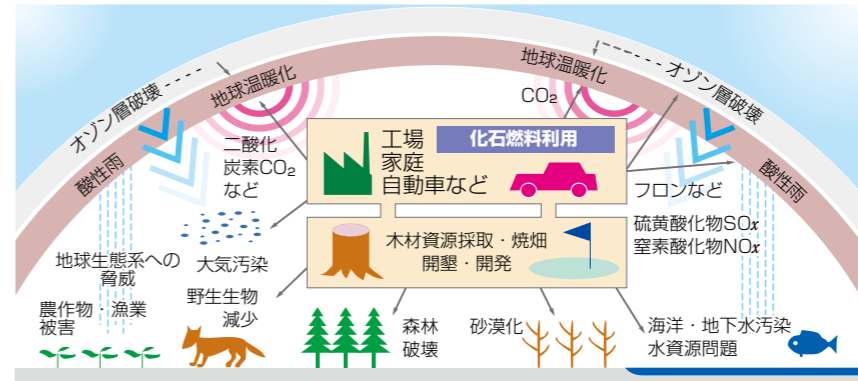 地球温暖化
地球温暖化
オゾン層破壊
オゾン層破壊
CO₂
酸性雨
酸性雨
二酸化
炭素CO₂
など
工場
家庭
自動車など
化石燃料利用
フロンなど
硫黄酸化物SOx
窒素酸化物NOx
木材資源採取・焼畑
開墾・開発
地球生態系への
脅威
大気汚染
農作物・漁業
被害
野生生物
減少
森林
破壊
砂漠化
海洋・地下水汚染
水資源問題